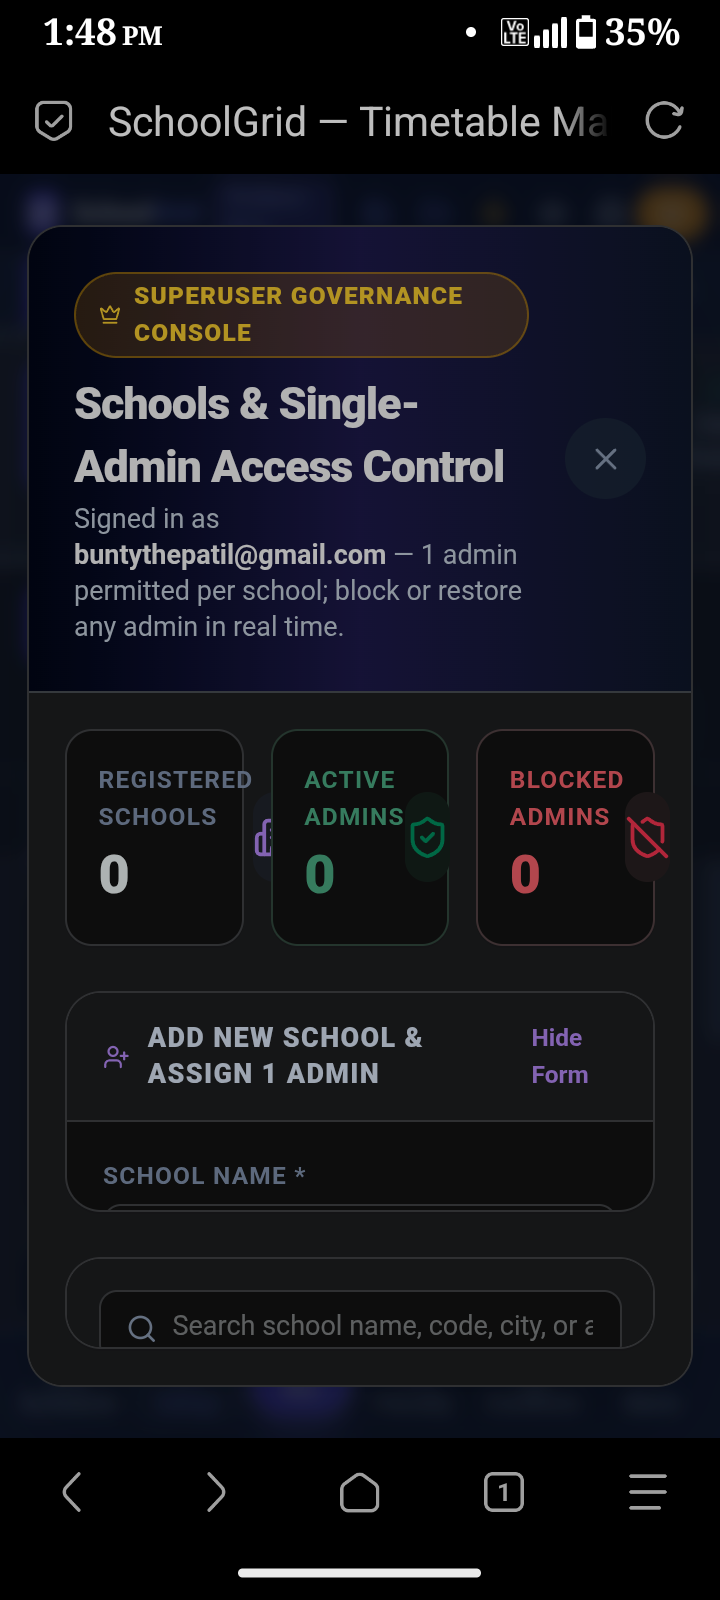 1:48 PM
Vo LTE
35%
SchoolGrid — Timetable Ma
SUPERUSER GOVERNANCE
CONSOLE
Schools & Single-
Admin Access Control
Signed in as
buntythepatil@gmail.com — 1 admin
permitted per school; block or restore
any admin in real time.
REGISTERED
SCHOOLS
0
ACTIVE
ADMINS
0
BLOCKED
ADMINS
0
ADD NEW SCHOOL &
ASSIGN 1 ADMIN
Hide
Form
SCHOOL NAME *
Search school name, code, city, or a
1